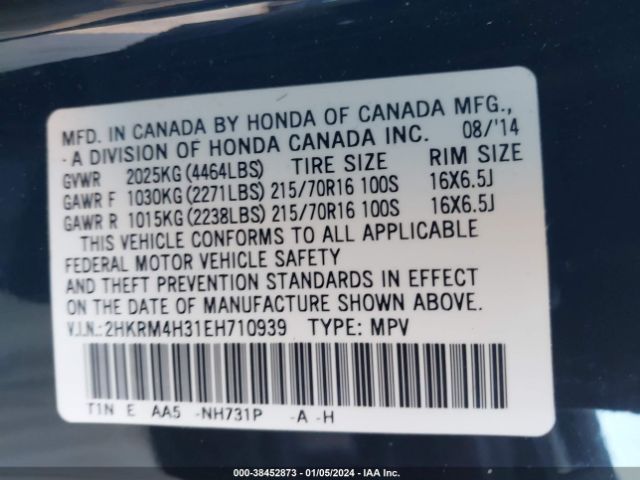 MFD. IN CANADA BY HONDA OF CANADA MFG.,
- A DIVISION OF HONDA CANADA INC. 08/'14
GVWR 2025KG (4464LBS) TIRE SIZE RIM SIZE
GAWR F 1030KG (2271LBS) 215/70R16 100S 16X6.5J
GAWR R 1015KG (2238LBS) 215/70R16 100S 16X6.5J
THIS VEHICLE CONFORMS TO ALL APPLICABLE
FEDERAL MOTOR VEHICLE SAFETY
AND THEFT PREVENTION STANDARDS IN EFFECT
ON THE DATE OF MANUFACTURE SHOWN ABOVE.
V.I.N.: 2HKRM4H31EH710939 TYPE: MPV
T1N E AA5 -NH731P -A -H
000-38452873 | 01/05/2024 | IAAI.COM